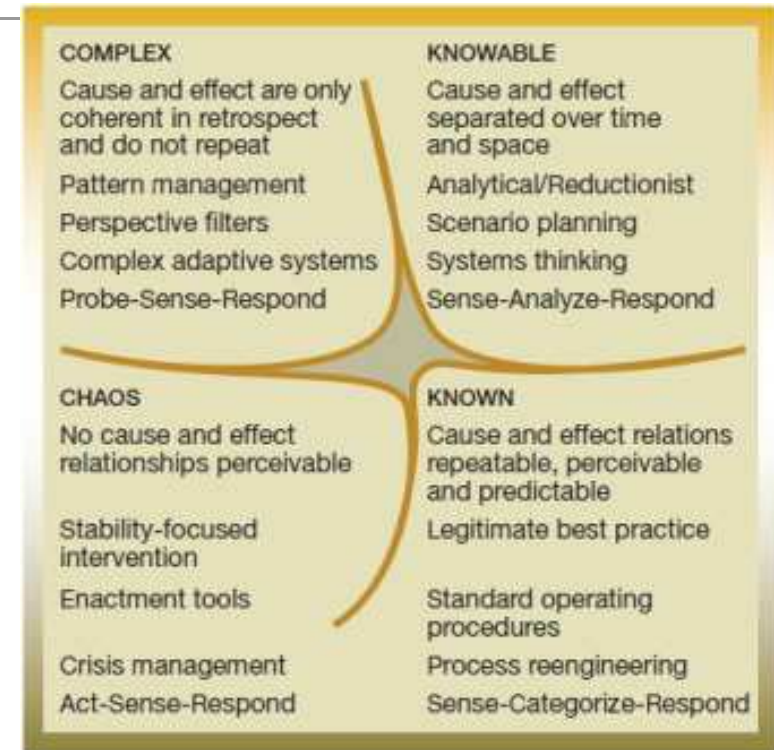 COMPLEX
Cause and effect are only
coherent in retrospect
and do not repeat
Pattern management
Perspective filters
Complex adaptive systems
Probe-Sense-Respond
KNOWABLE
Cause and effect
separated over time
and space
Analytical/Reductionist
Scenario planning
Systems thinking
Sense-Analyze-Respond
CHAOS
No cause and effect
relationships perceivable
Stability-focused
intervention
Enactment tools
Crisis management
Act-Sense-Respond
KNOWN
Cause and effect relations
repeatable, perceivable
and predictable
Legitimate best practice
Standard operating
procedures
Process reengineering
Sense-Categorize-Respond